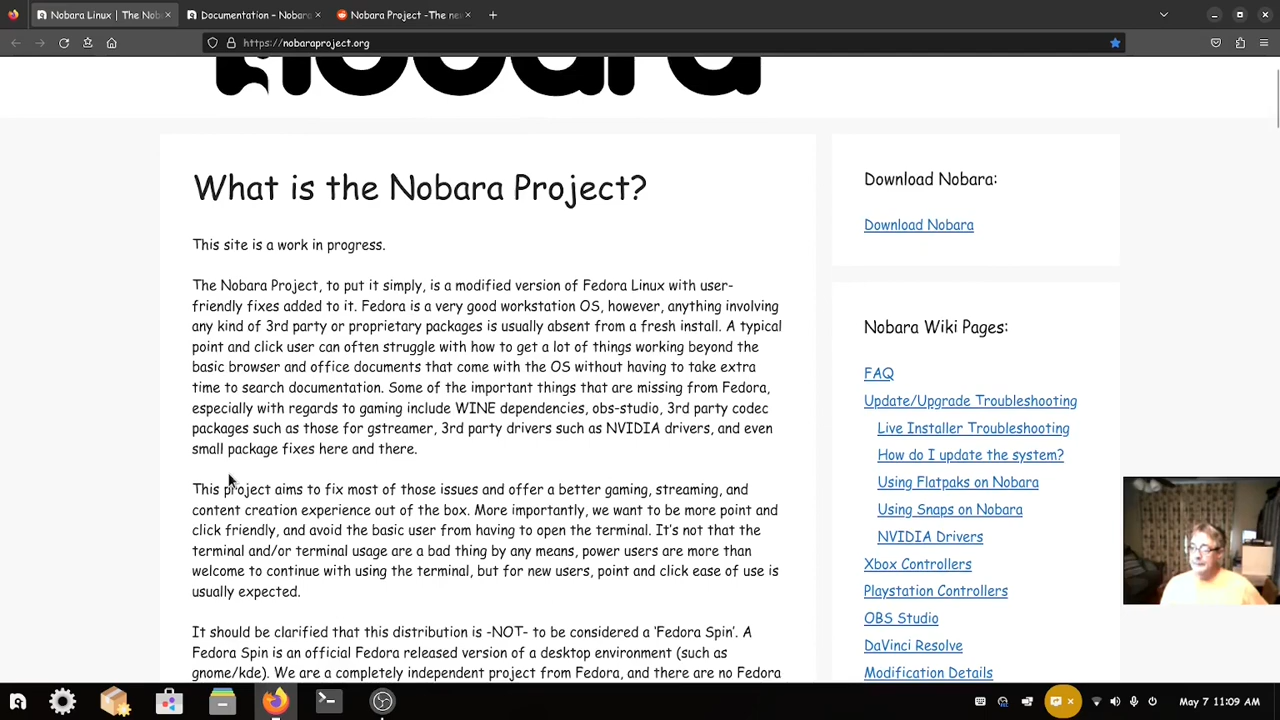 Nobara Linux | The Nob
Documentation – Nobara
Nobara Project -The ne
https://nobaraproject.org
Nobara
What is the Nobara Project?
This site is a work in progress.
The Nobara Project, to put it simply, is a modified version of Fedora Linux with user-
friendly fixes added to it. Fedora is a very good workstation OS, however, anything involving
any kind of 3rd party or proprietary packages is usually absent from a fresh install. A typical
point and click user can often struggle with how to get a lot of things working beyond the
basic browser and office documents that come with the OS without having to take extra
time to search documentation. Some of the important things that are missing from Fedora,
especially with regards to gaming include WINE dependencies, obs-studio, 3rd party codec
packages such as those for gstreamer, 3rd party drivers such as NVIDIA drivers, and even
small package fixes here and there.
This project aims to fix most of those issues and offer a better gaming, streaming, and
content creation experience out of the box. More importantly, we want to be more point and
click friendly, and avoid the basic user from having to open the terminal. It's not that the
terminal and/or terminal usage are a bad thing by any means, power users are more than
welcome to continue with using the terminal, but for new users, point and click ease of use is
usually expected.
It should be clarified that this distribution is -NOT- to be considered a 'Fedora Spin'. A
Fedora Spin is an official Fedora released version of a desktop environment (such as
gnome/kde). We are a completely independent project from Fedora, and there are no Fedora
Download Nobara:
Download Nobara
Nobara Wiki Pages:
FAQ
Update/Upgrade Troubleshooting
Live Installer Troubleshooting
How do I update the system?
Using Flatpaks on Nobara
Using Snaps on Nobara
NVIDIA Drivers
Xbox Controllers
Playstation Controllers
OBS Studio
DaVinci Resolve
Modification Details
May 7 11:09 AM